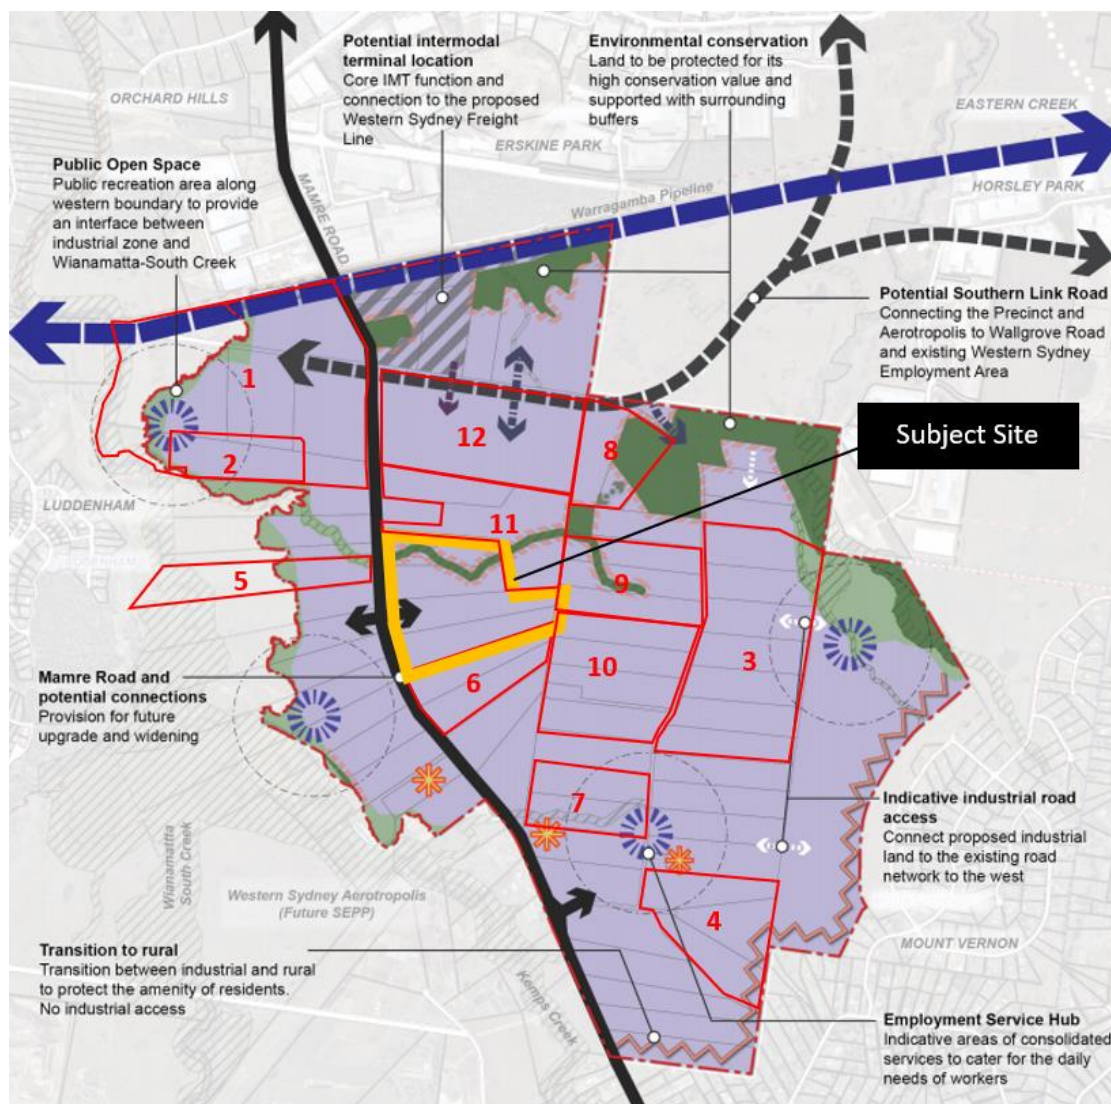 Potential intermodal
terminal location
Core IMT function and
connection to the proposed
Western Sydney Freight
Line
Environmental conservation
Land to be protected for its
high conservation value and
supported with surrounding
buffers
ORCHARD HILLS
ERSKINE PARK
EASTERN CREEK
HORSLEY PARK
Public Open Space
Public recreation area along
western boundary to provide
an interface between
industrial zone and
Wianamatta-South Creek
MAMRE ROAD
Warragamba Pipeline
Potential Southern Link Road
Connecting the Precinct and
Aerotropolis to Wallgrove Road
and existing Western Sydney
Employment Area
Subject Site
1
12
8
2
LUDDENHAM
11
5
9
3
10
6
Mamre Road and
potential connections
Provision for future
upgrade and widening
7
Indicative industrial road
access
Connect proposed industrial
land to the existing road
network to the west
Wianamatta
South Creek
Western Sydney Aerotropolis
(Future SEPP)
4
MOUNT VERNON
Transition to rural
Transition between industrial and rural
to protect the amenity of residents.
No industrial access
Kemps Creek
Employment Service Hub
Indicative areas of consolidated
services to cater for the daily
needs of workers